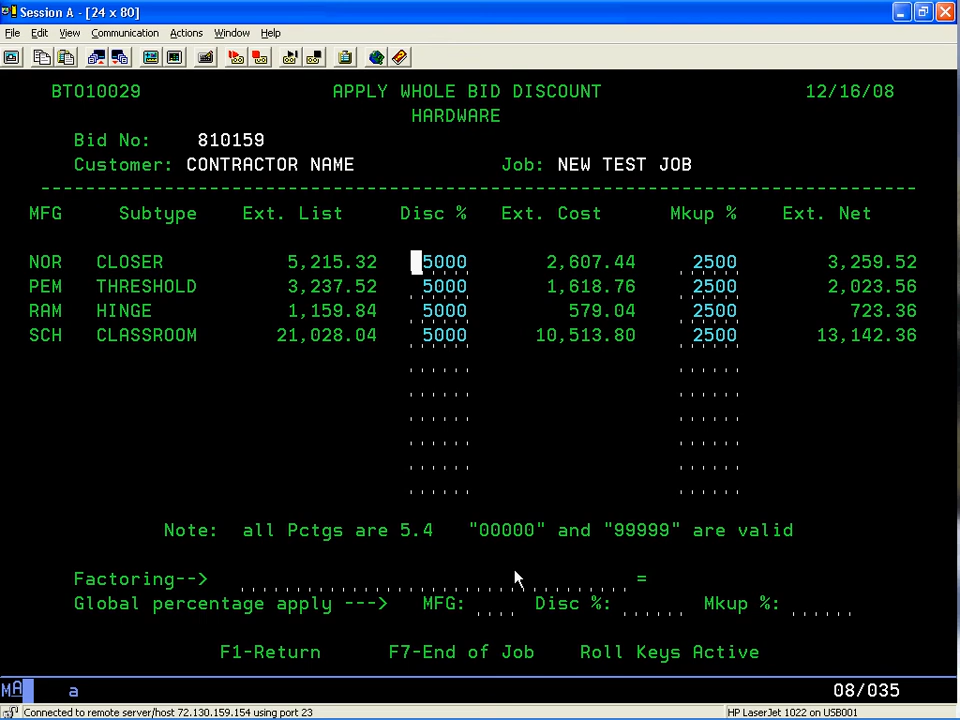 Session A - [24 x 80]
File Edit View Communication Actions Window Help
BTO10029 APPLY WHOLE BID DISCOUNT 12/16/08
HARDWARE
Bid No: 810159
Customer: CONTRACTOR NAME Job: NEW TEST JOB
------------------------------------------------------------------------------
MFG Subtype Ext. List Disc % Ext. Cost Mkup % Ext. Net
NOR CLOSER 5,215.32 5000 2,607.44 2500 3,259.52
PEM THRESHOLD 3,237.52 5000 1,618.76 2500 2,023.56
RAM HINGE 1,159.84 5000 579.04 2500 723.36
SCH CLASSROOM 21,028.04 5000 10,513.80 2500 13,142.36
Note: all Pctgs are 5.4 "00000" and "99999" are valid
Factoring--> =
Global percentage apply ---> MFG: Disc %: Mkup %:
F1-Return F7-End of Job Roll Keys Active
MA a 08/035
Connected to remote server/host 72.130.159.154 using port 23 HP LaserJet 1022 on USB001